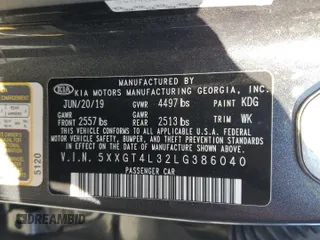 MANUFACTURED BY
KIA KIA MOTORS MANUFACTURING GEORGIA, INC.
JUN/20/19 GVWR 4497 lbs PAINT KDG
GAWR GAWR
FRONT 2557 lbs REAR 2513 lbs TRIM WK
THIS VEHICLE CONFORMS TO ALL APPLICABLE FEDERAL
MOTOR VEHICLE SAFETY, BUMPER, AND THEFT PREVENTION
STANDARDS IN EFFECT ON THE DATE OF MANUFACTURE
SHOWN ABOVE.
V.I.N. 5XXGT4L32LG386040
PASSENGER CAR
5120
DREAMBID